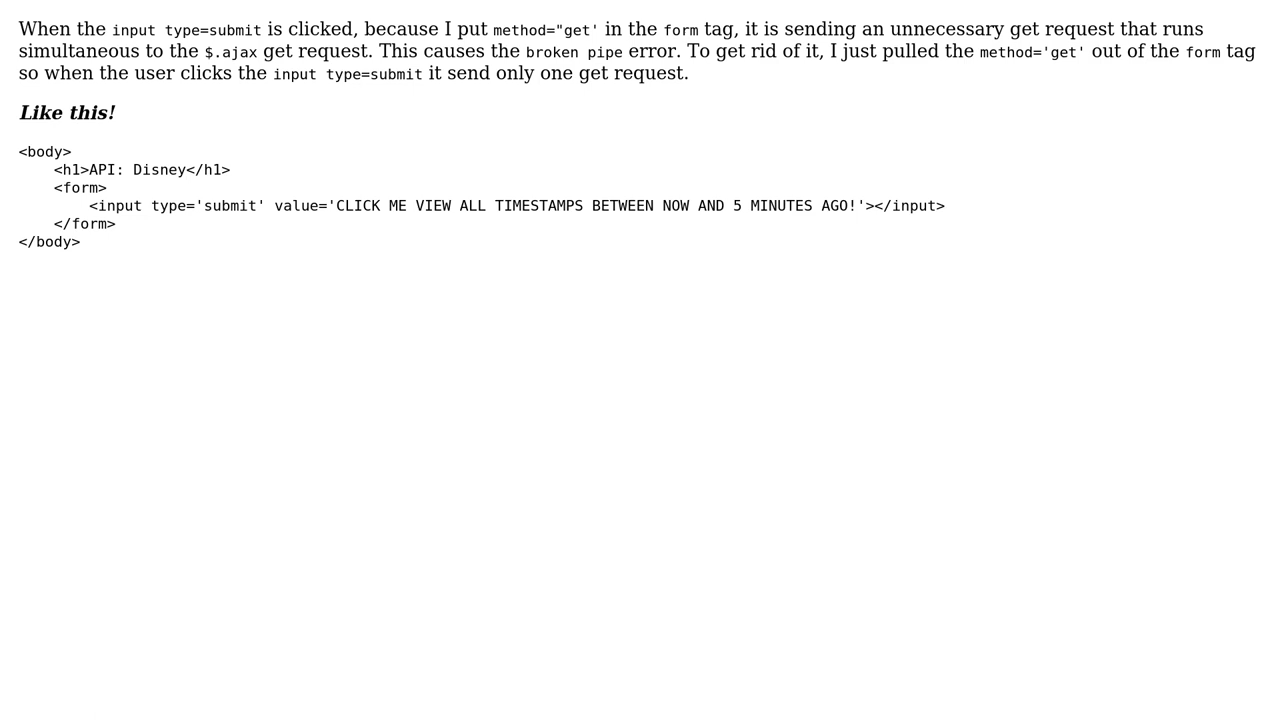 When the input type=submit is clicked, because I put method="get' in the form tag, it is sending an unnecessary get request that runs
simultaneous to the $.ajax get request. This causes the broken pipe error. To get rid of it, I just pulled the method='get' out of the form tag
so when the user clicks the input type=submit it send only one get request.
Like this!
<body>
    <h1>API: Disney</h1>
    <form>
        <input type='submit' value='CLICK ME VIEW ALL TIMESTAMPS BETWEEN NOW AND 5 MINUTES AGO!'></input>
    </form>
</body>